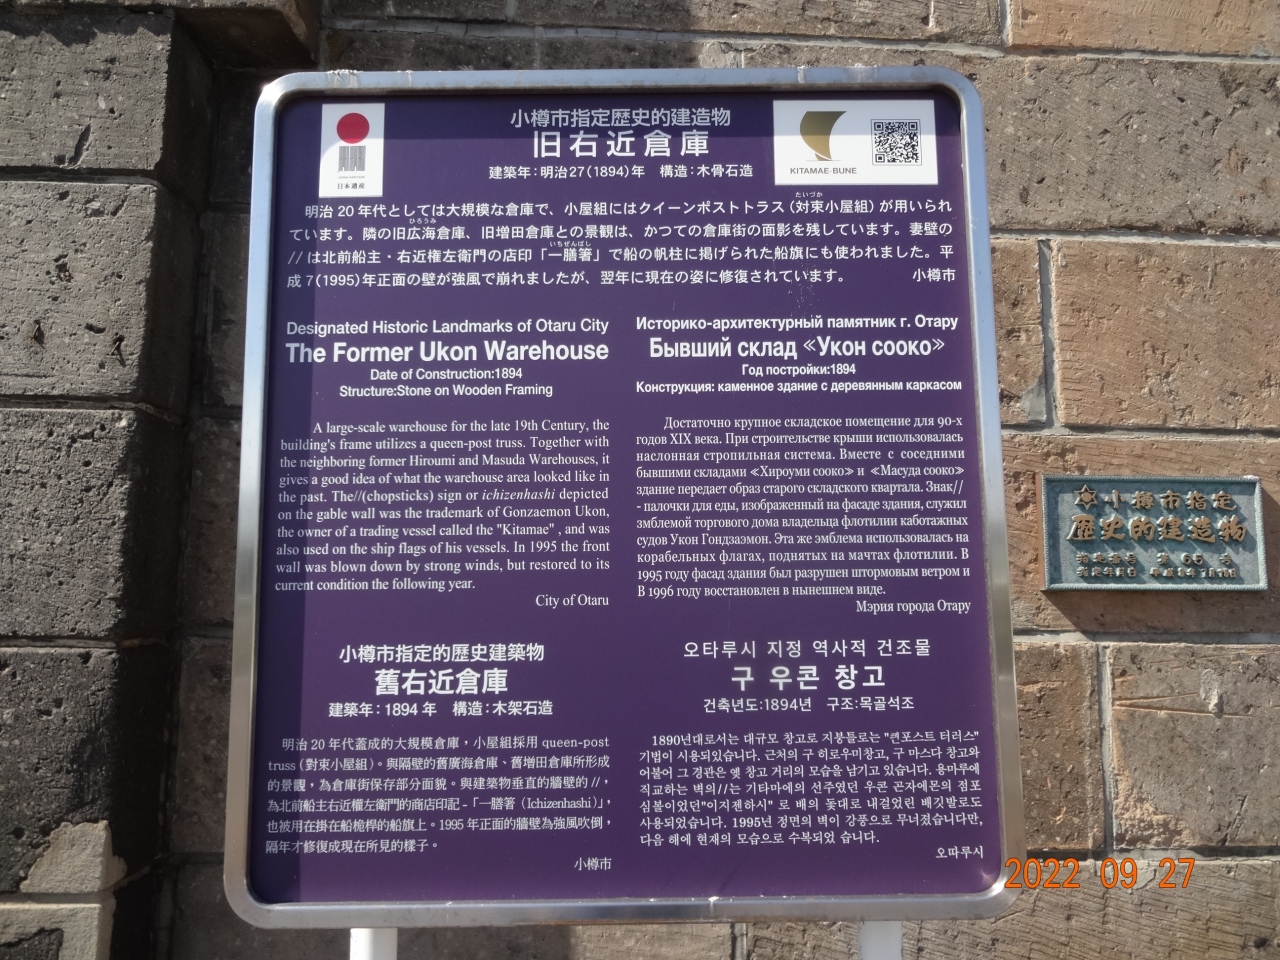 小樽市指定歴史的建造物
旧右近倉庫
建築年：明治27(1894)年　構造：木骨石造
日本遺産
KITAMAE-BUNE
たいづか
明治 20 年代としては大規模な倉庫で、小屋組にはクイーンポストトラス（対束小屋組）が用いられ
ひろうみ
ています。隣の旧広海倉庫、旧増田倉庫との景観は、かつての倉庫街の面影を残しています。妻壁の
いちぜんばし
// は北前船主・右近権左衛門の店印「一膳箸」で船の帆柱に掲げられた船旗にも使われました。平
成 7(1995)年正面の壁が強風で崩れましたが、翌年に現在の姿に修復されています。　小樽市
Designated Historic Landmarks of Otaru City
The Former Ukon Warehouse
Date of Construction:1894
Structure:Stone on Wooden Framing
A large-scale warehouse for the late 19th Century, the
building's frame utilizes a queen-post truss. Together with
the neighboring former Hiroumi and Masuda Warehouses, it
gives a good idea of what the warehouse area looked like in
the past. The//(chopsticks) sign or ichizenhashi depicted
on the gable wall was the trademark of Gonzaemon Ukon,
the owner of a trading vessel called the "Kitamae" , and was
also used on the ship flags of his vessels. In 1995 the front
wall was blown down by strong winds, but restored to its
current condition the following year.
City of Otaru
Историко-архитектурный памятник г. Отару
Бывший склад «Укон сооко»
Год постройки:1894
Конструкция: каменное здание с деревянным каркасом
Достаточно крупное складское помещение для 90-х
годов XIX века. При строительстве крыши использовалась
наслонная стропильная система. Вместе с соседними
бывшими складами «Хироуми сооко» и «Масуда сооко»
здание передает образ старого складского квартала. Знак//
- палочки для еды, изображенный на фасаде здания, служил
эмблемой торгового дома владельца флотилии каботажных
судов Укон Гондзаэмон. Эта же эмблема использовалась на
корабельных флагах, поднятых на мачтах флотилии. В
1995 году фасад здания был разрушен штормовым ветром и
В 1996 году восстановлен в нынешнем виде.
Мэрия города Отару
小樽市指定的歷史建築物
舊右近倉庫
建築年：1894 年　構造：木架石造
明治 20 年代蓋成的大規模倉庫，小屋組採用 queen-post
truss（對束小屋組）。與隔壁的舊廣海倉庫、舊增田倉庫所形成
的景觀，為倉庫街保存部分面貌。與建築物垂直的牆壁的 //，
為北前船主右近權左衛門的商店印記 -「一膳箸（Ichizenhashi）」，
也被用在掛在船桅桿的船旗上。1995 年正面的牆壁為強風吹倒，
隔年才修復成現在所見的樣子。
小樽市
오타루시 지정 역사적 건조물
구 우콘 창고
건축년도:1894년　구조:목골석조
1890년대로서는 대규모 창고로 지붕틀로는 "퀸포스트 터리스"
기법이 시용되있습니다. 근처의 구 히로우미창고, 구 마스다 창고와
어불어 그 경관은 옛 창고 거리의 모습을 남기고 있습니다. 용마루에
직교하는 벽의//는 기타마에의 선주였던 우콘 곤자에몬의 점포
심볼이었던"이지젠하시" 로 배의 돛대로 내걸렸린 배깃발로도
사용되었습니다. 1995년 정면의 벽이 강풍으로 무너졌습니다만,
다음 해에 현재의 모습으로 수복되었 습니다.
오따루시
小樽市指定
歴史的建造物
指定番号　第 65 号
2022 09 27